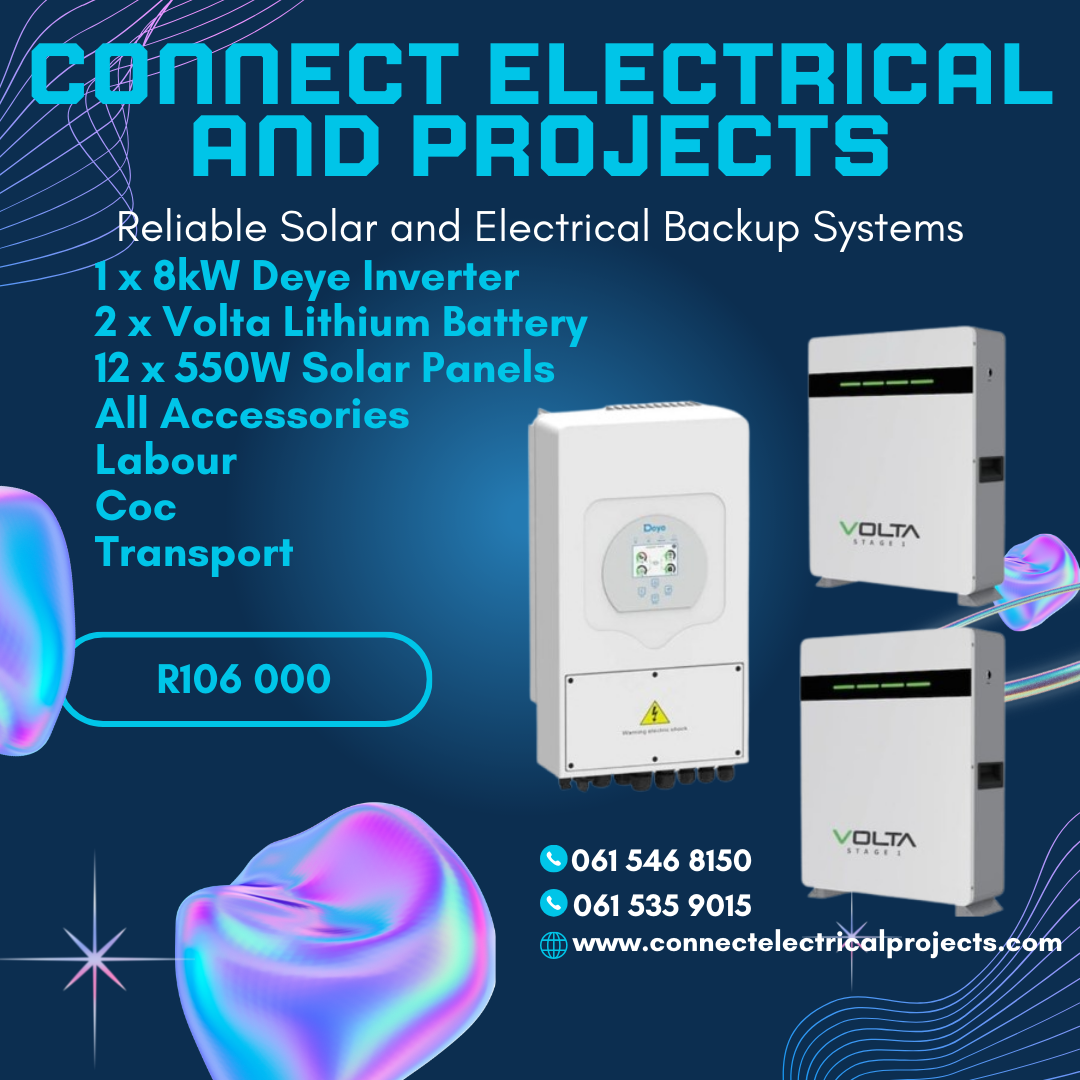 CONNECT ELECTRICAL
AND PROJECTS
Reliable Solar and Electrical Backup Systems
1 x 8kW Deye Inverter
2 x Volta Lithium Battery
12 x 550W Solar Panels
All Accessories
Labour
Coc
Transport
R106 000
Deye
Warning electric shock
VOLTA
STAGE 1
VOLTA
STAGE 1
061 546 8150
061 535 9015
www.connectelectricalprojects.com